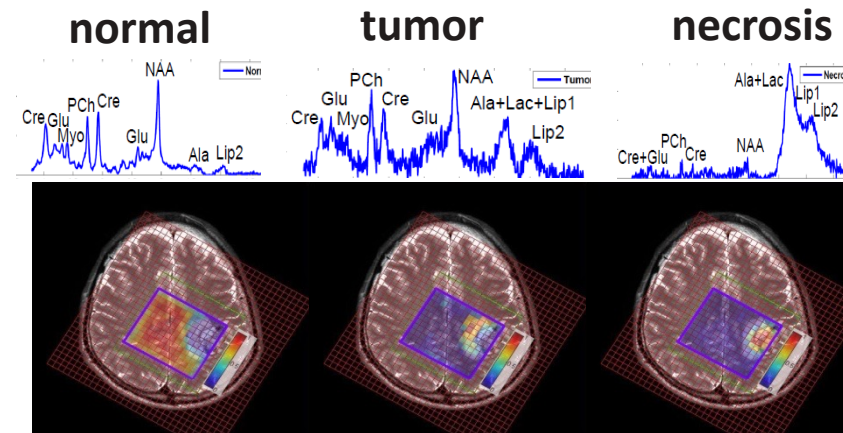 normal
tumor
necrosis
Cre
Glu
Myo
PCh
Cre
NAA
Glu
Ala
Lip2
Cre
Glu
Myo
PCh
Cre
Glu
NAA
Ala+Lac+Lip1
Lip2
Tumor
Cre+Glu
PCh
Cre
NAA
Ala+Lac
Lip1
Lip2